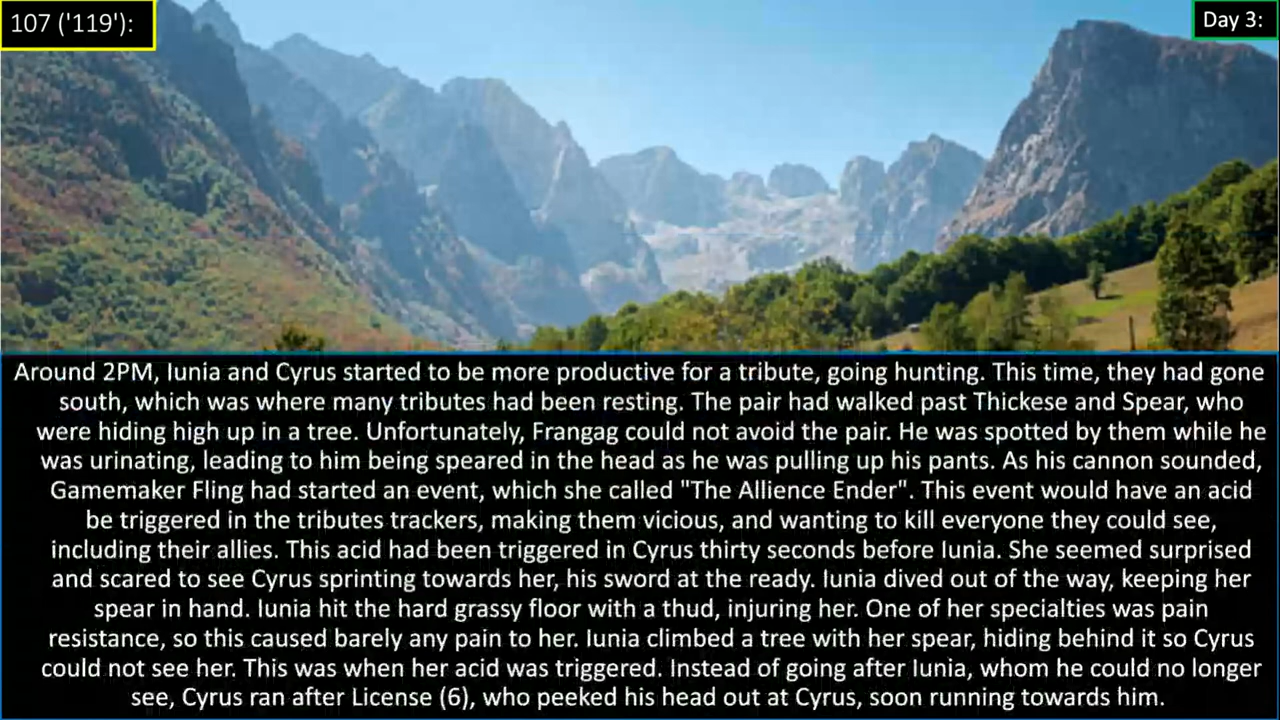 107 ('119'):
Day 3:
Around 2PM, Iunia and Cyrus started to be more productive for a tribute, going hunting. This time, they had gone
south, which was where many tributes had been resting. The pair had walked past Thickese and Spear, who
were hiding high up in a tree. Unfortunately, Frangag could not avoid the pair. He was spotted by them while he
was urinating, leading to him being speared in the head as he was pulling up his pants. As his cannon sounded,
Gamemaker Fling had started an event, which she called "The Allience Ender". This event would have an acid
be triggered in the tributes trackers, making them vicious, and wanting to kill everyone they could see,
including their allies. This acid had been triggered in Cyrus thirty seconds before Iunia. She seemed surprised
and scared to see Cyrus sprinting towards her, his sword at the ready. Iunia dived out of the way, keeping her
spear in hand. Iunia hit the hard grassy floor with a thud, injuring her. One of her specialties was pain
resistance, so this caused barely any pain to her. Iunia climbed a tree with her spear, hiding behind it so Cyrus
could not see her. This was when her acid was triggered. Instead of going after Iunia, whom he could no longer
see, Cyrus ran after License (6), who peeked his head out at Cyrus, soon running towards him.